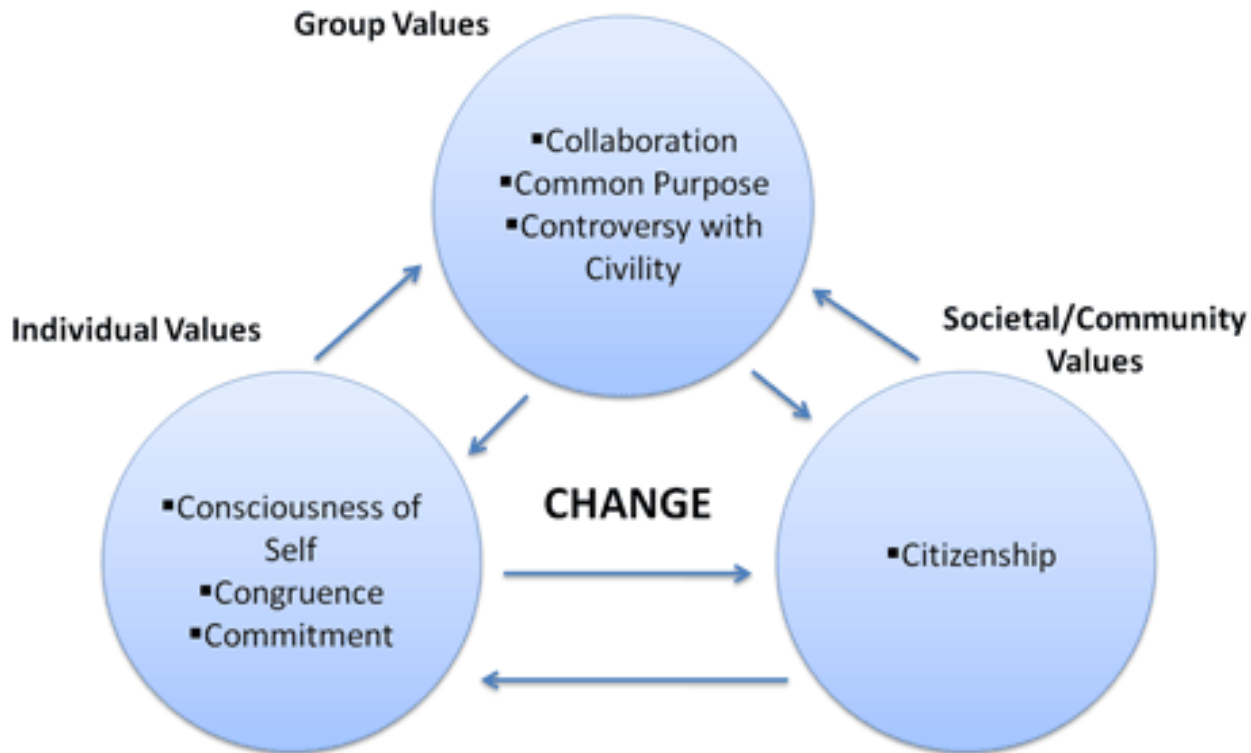 Group Values
▪Collaboration
▪Common Purpose
▪Controversy with
Civility
Individual Values
Societal/Community
Values
▪Consciousness of
Self
▪Congruence
▪Commitment
CHANGE
▪Citizenship